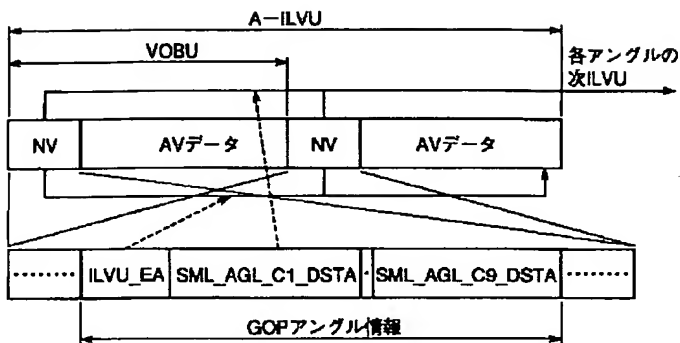 A−ILVU
VOBU
各アングルの
次ILVU
NV
AVデータ
NV
AVデータ
········
ILVU_EA
SML_AGL_C1_DSTA
·
SML_AGL_C9_DSTA
········
GOPアングル情報